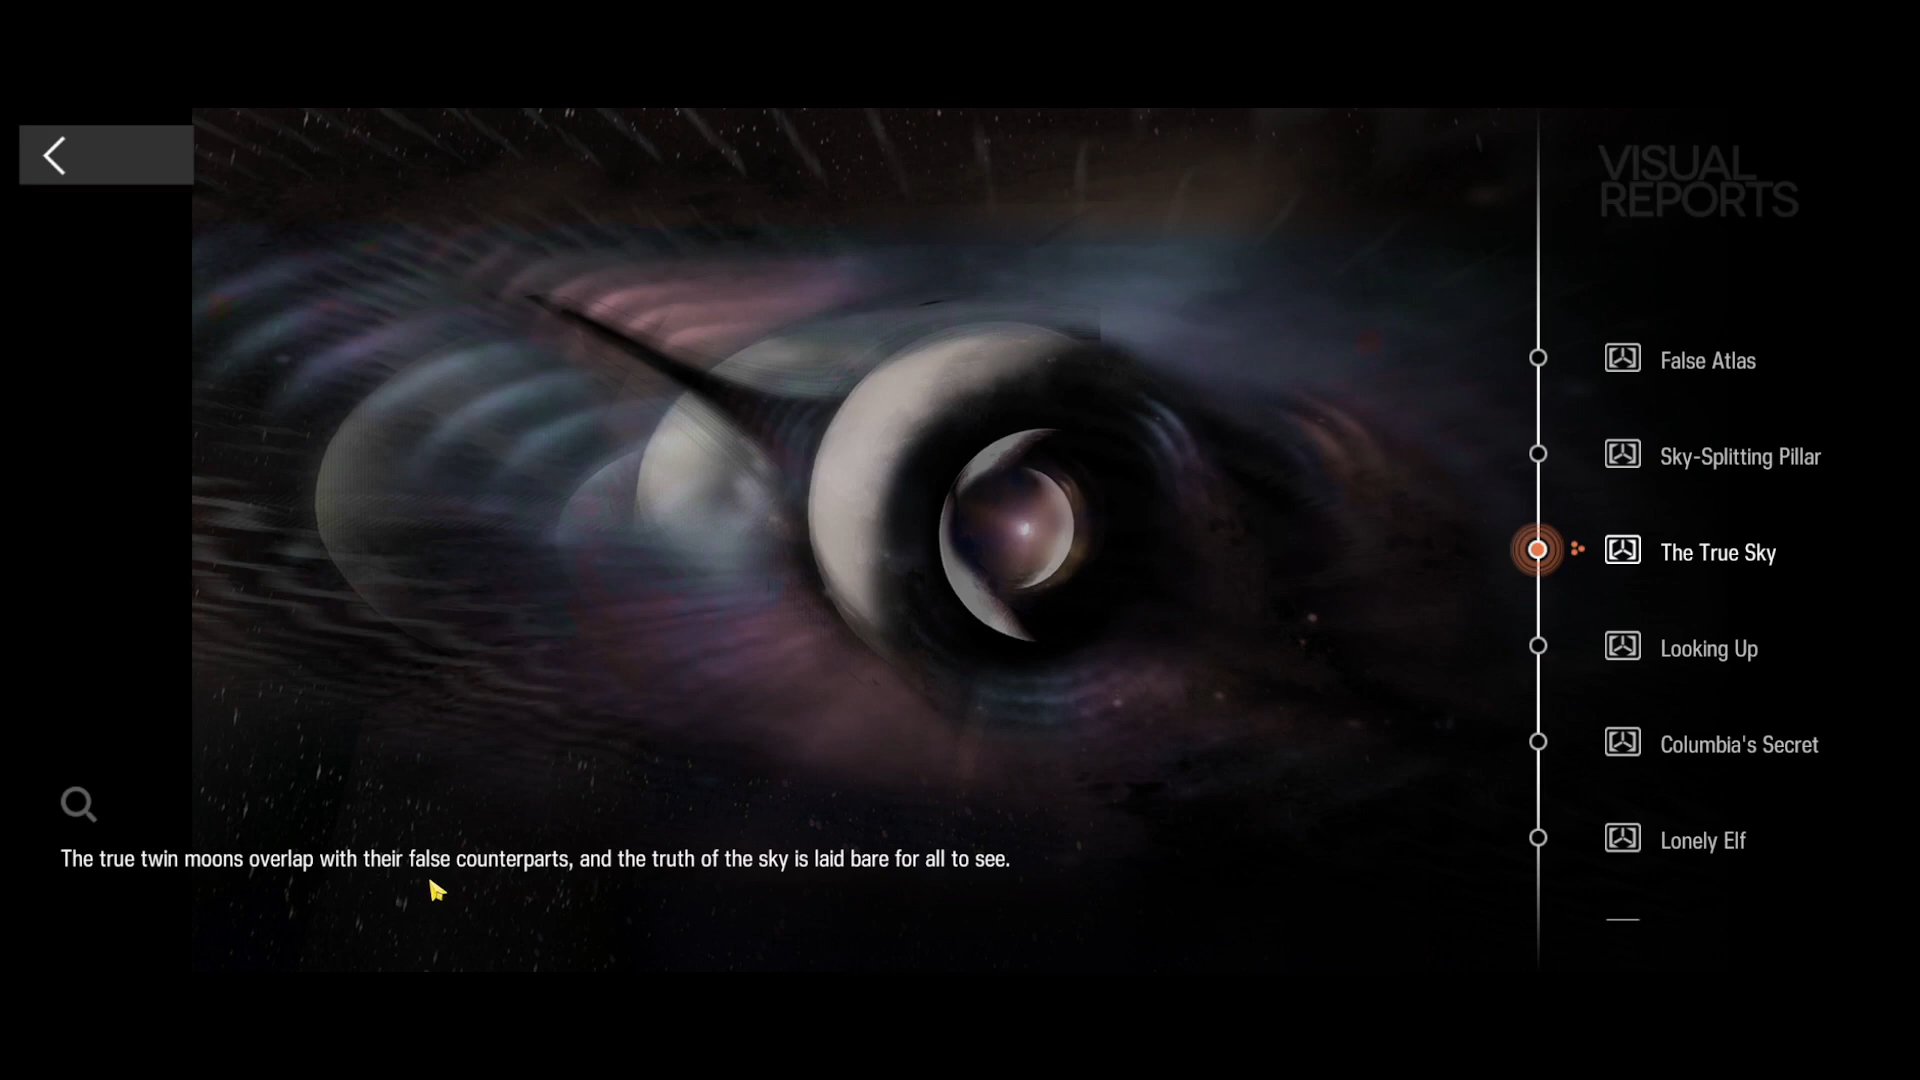 VISUAL
REPORTS
False Atlas
Sky-Splitting Pillar
The True Sky
Looking Up
Columbia's Secret
Lonely Elf
The true twin moons overlap with their false counterparts, and the truth of the sky is laid bare for all to see.